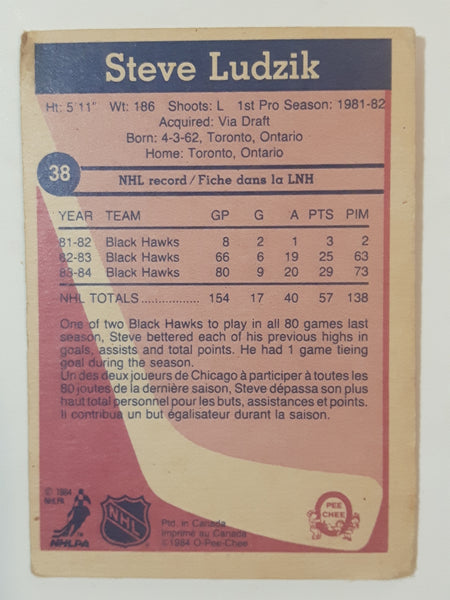 Steve Ludzik
Ht: 5'11" Wt: 186 Shoots: L 1st Pro Season: 1981-82
Acquired: Via Draft
Born: 4-3-62, Toronto, Ontario
Home: Toronto, Ontario
38
NHL record/Fiche dans la LNH
YEAR TEAM GP G A PTS PIM
81-82 Black Hawks 8 2 1 3 2
82-83 Black Hawks 66 6 19 25 63
83-84 Black Hawks 80 9 20 29 73
NHL TOTALS ................. 154 17 40 57 138
One of two Black Hawks to play in all 80 games last
season, Steve bettered each of his previous highs in
goals, assists and total points. He had 1 game tieing
goal during the season.
Un des deux joueurs de Chicago à participer à toutes les
80 joutes de la dernière saison, Steve dépassa son plus
haut total personnel pour les buts, assistances et points.
Il contribua un but égalisateur durant la saison.
© 1984
NHLPA
NHLPA
NHL
Ptd. in Canada
Imprimé au Canada
©1984 O-Pee-Chee
O
PEE
CHEE